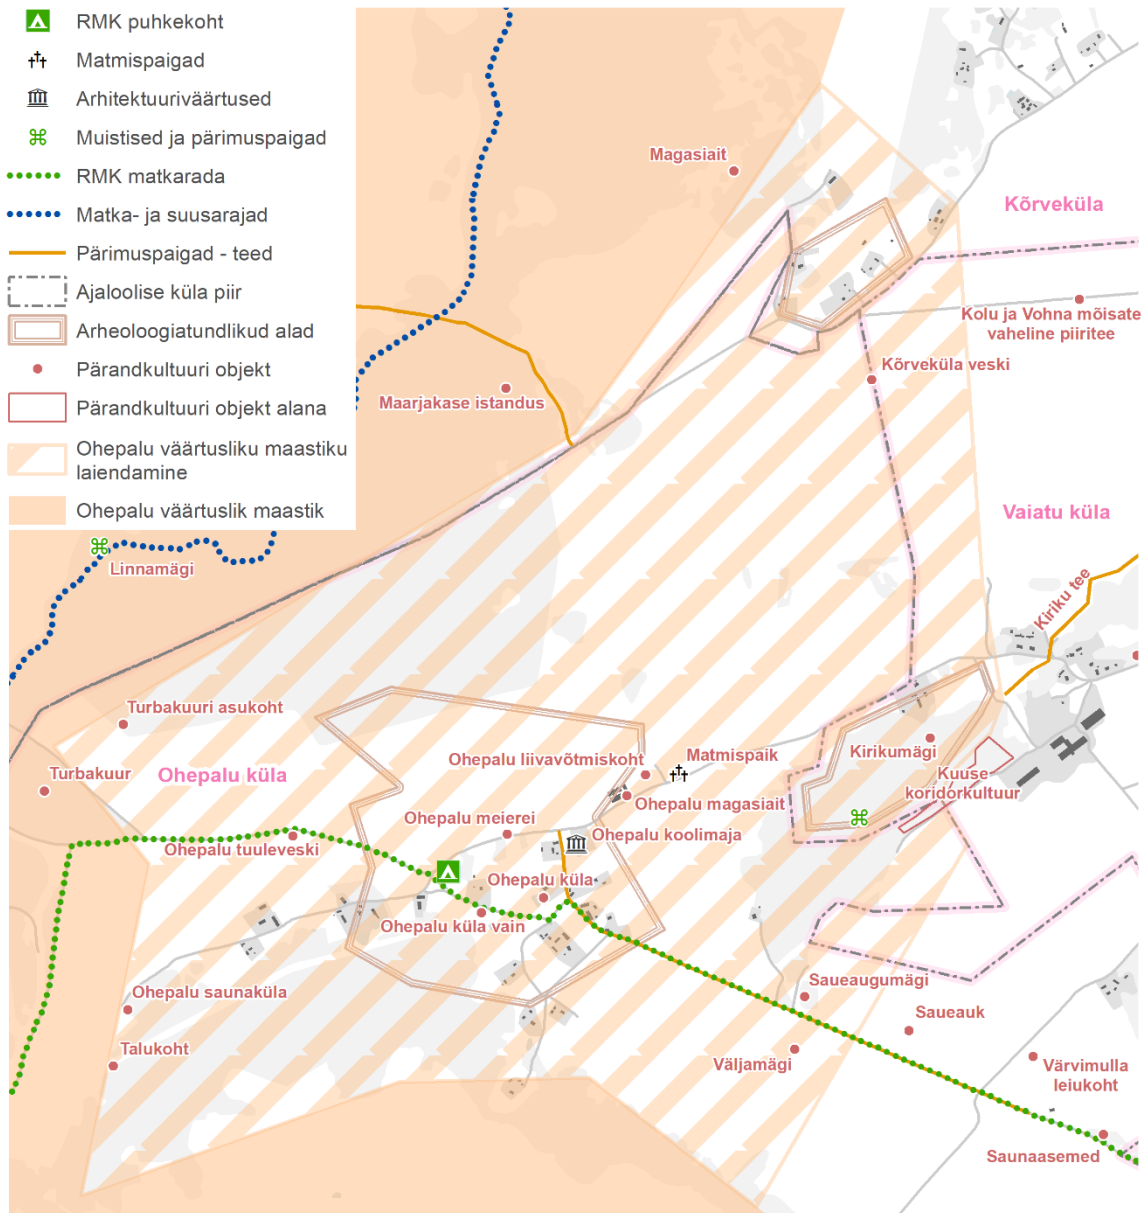 RMK puhkekoht
Matmispaigad
Arhitektuuriväärtused
Muistised ja pärimuspaigad
RMK matkarada
Matka- ja suusarajad
Pärimuspaigad - teed
Ajaloolise küla piir
Arheoloogiatundlikud alad
Pärandkultuuri objekt
Pärandkultuuri objekt alana
Ohepalu väärtusliku maastiku
laiendamine
Ohepalu väärtuslik maastik
Magasiait
Kõrveküla
Kolu ja Vohna mõisate
vaheline piiritee
Kõrveküla veski
Maarjakase istandus
Vaiatu küla
Linnamägi
Kiriku tee
Turbakuuri asukoht
Ohepalu küla
Turbakuur
Ohepalu liivavõtmiskoht
Matmispaik
Kirikumägi
Kuuse
koridorkultuur
Ohepalu magasiait
Ohepalu meierei
Ohepalu koolimaja
Ohepalu tuuleveski
Ohepalu küla
Ohepalu küla vain
Ohepalu saunaküla
Saueaugumägi
Saueauk
Talukoht
Väljamägi
Värvimulla
leiukoht
Saunaasemed